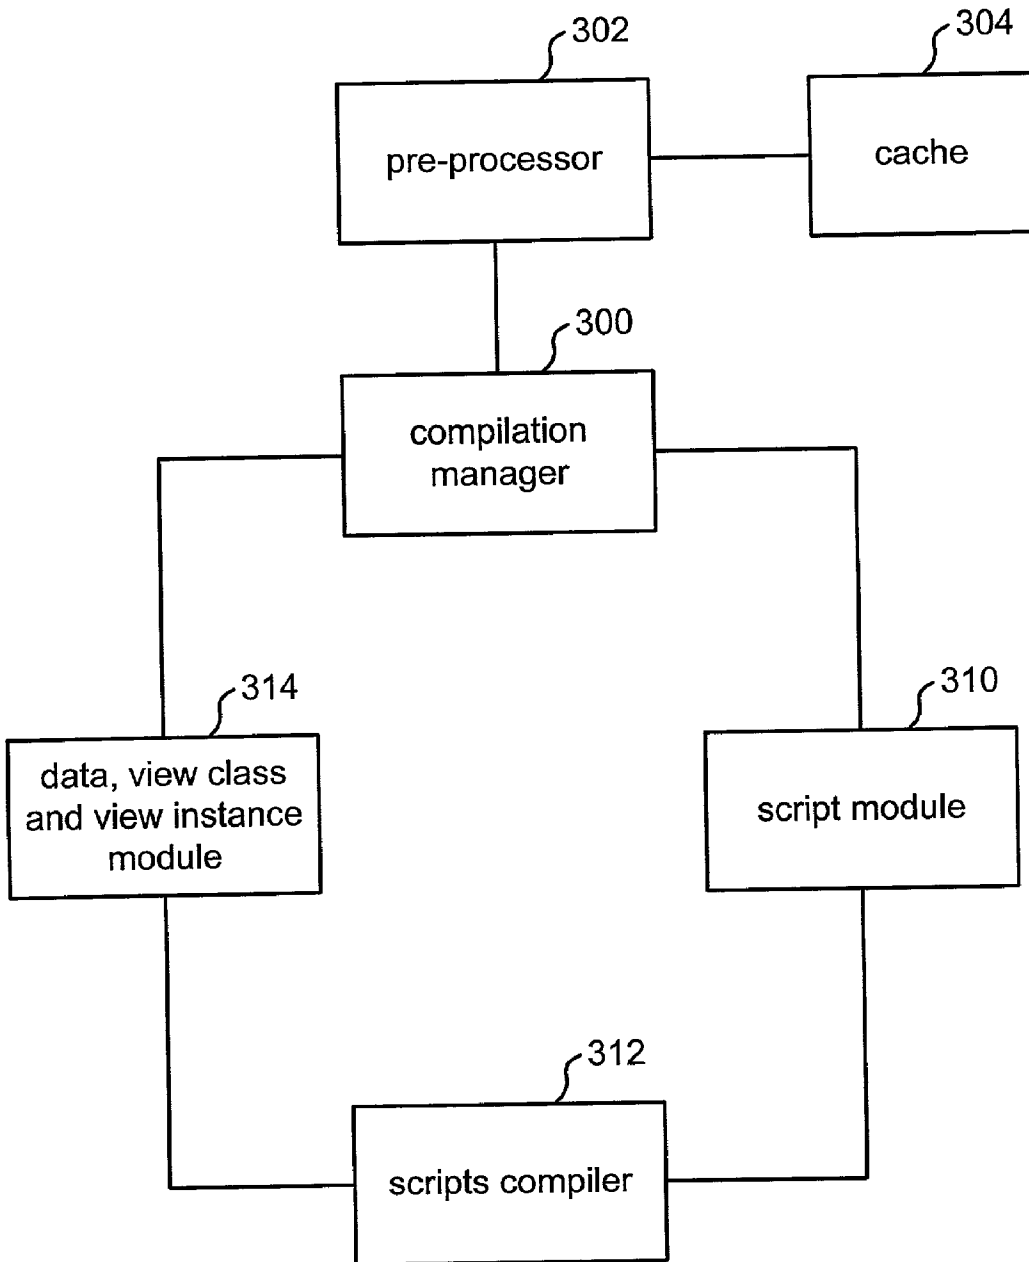 302
304
pre-processor
cache
300
compilation
manager
314
310
data, view class
and view instance
module
script module
312
scripts compiler